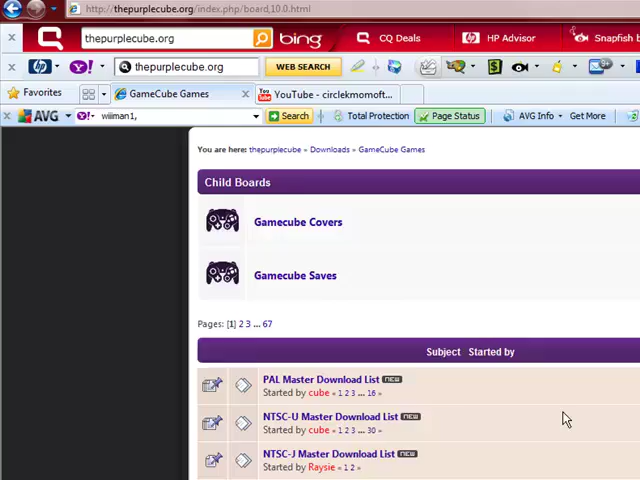 http://thepurplecube.org/index.php/board,10.0.html
thepurplecube.org bing CQ Deals HP Advisor Snapfish
Y! thepurplecube.org WEB SEARCH 9+
Favorites GameCube Games x You Tube YouTube - circlekmomoft...
x AVG Y! wiiman1, Search Total Protection Page Status AVG Info Get More
You are here: thepurplecube » Downloads » GameCube Games
Child Boards
Gamecube Covers
Gamecube Saves
Pages: [1] 2 3 ... 67
Subject Started by
PAL Master Download List NEW
Started by cube « 1 2 3 ... 16 »
NTSC-U Master Download List NEW
Started by cube « 1 2 3 ... 30 »
NTSC-J Master Download List NEW
Started by Raysie « 1 2 »